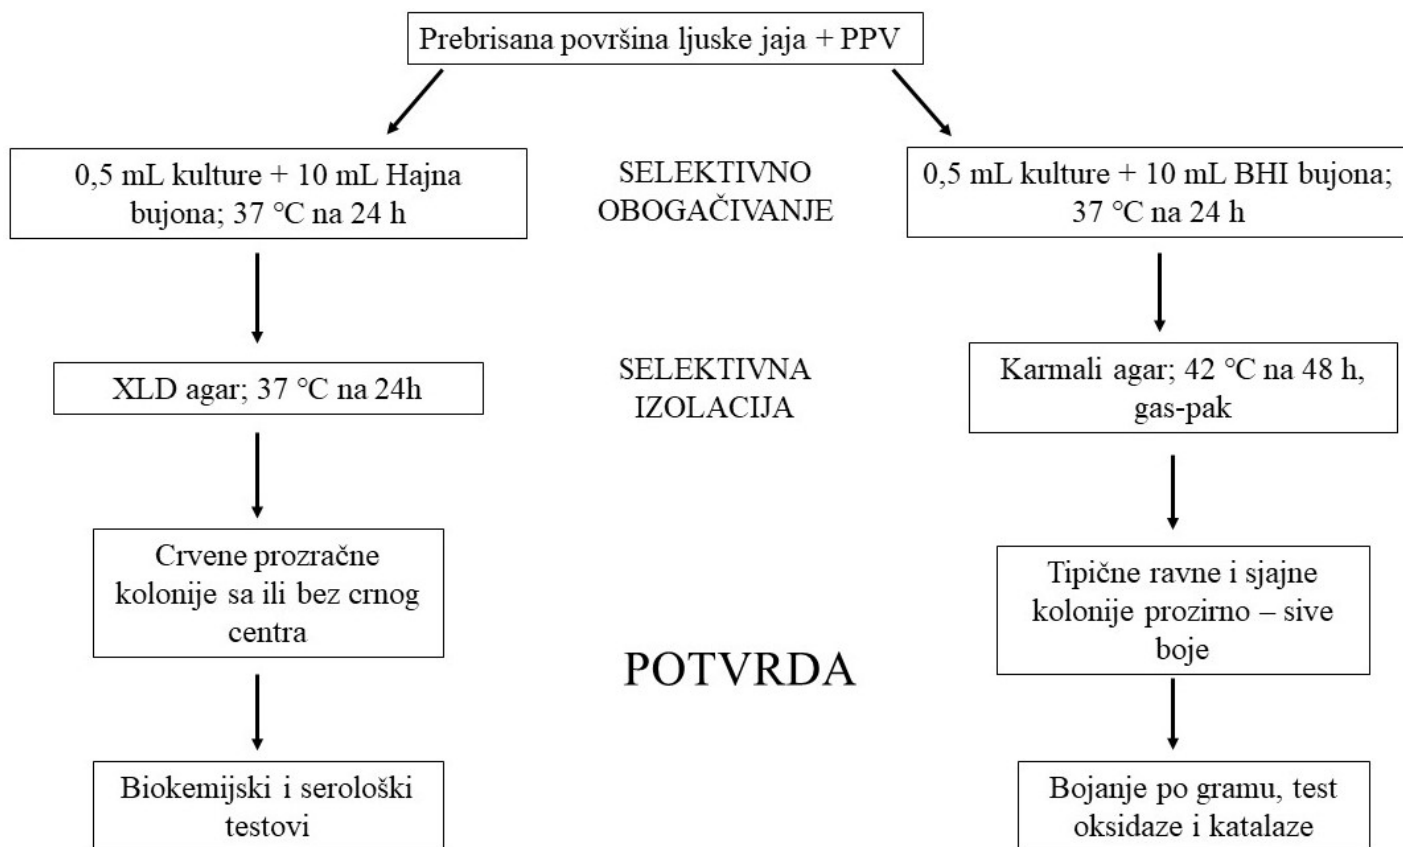 Prebrisana površina ljuske jaja + PPV
0,5 mL kulture + 10 mL Hajna
bujona; 37 °C na 24 h
SELEKTIVNO
OBOGAČIVANJE
0,5 mL kulture + 10 mL BHI bujona;
37 °C na 24 h
XLD agar; 37 °C na 24h
SELEKTIVNA
IZOLACIJA
Karmali agar; 42 °C na 48 h,
gas-pak
Crvene prozračne
kolonije sa ili bez crnog
centra
POTVRDA
Tipične ravne i sjajne
kolonije prozirno – sive
boje
Biokemijski i serološki
testovi
Bojanje po gramu, test
oksidaze i katalaze